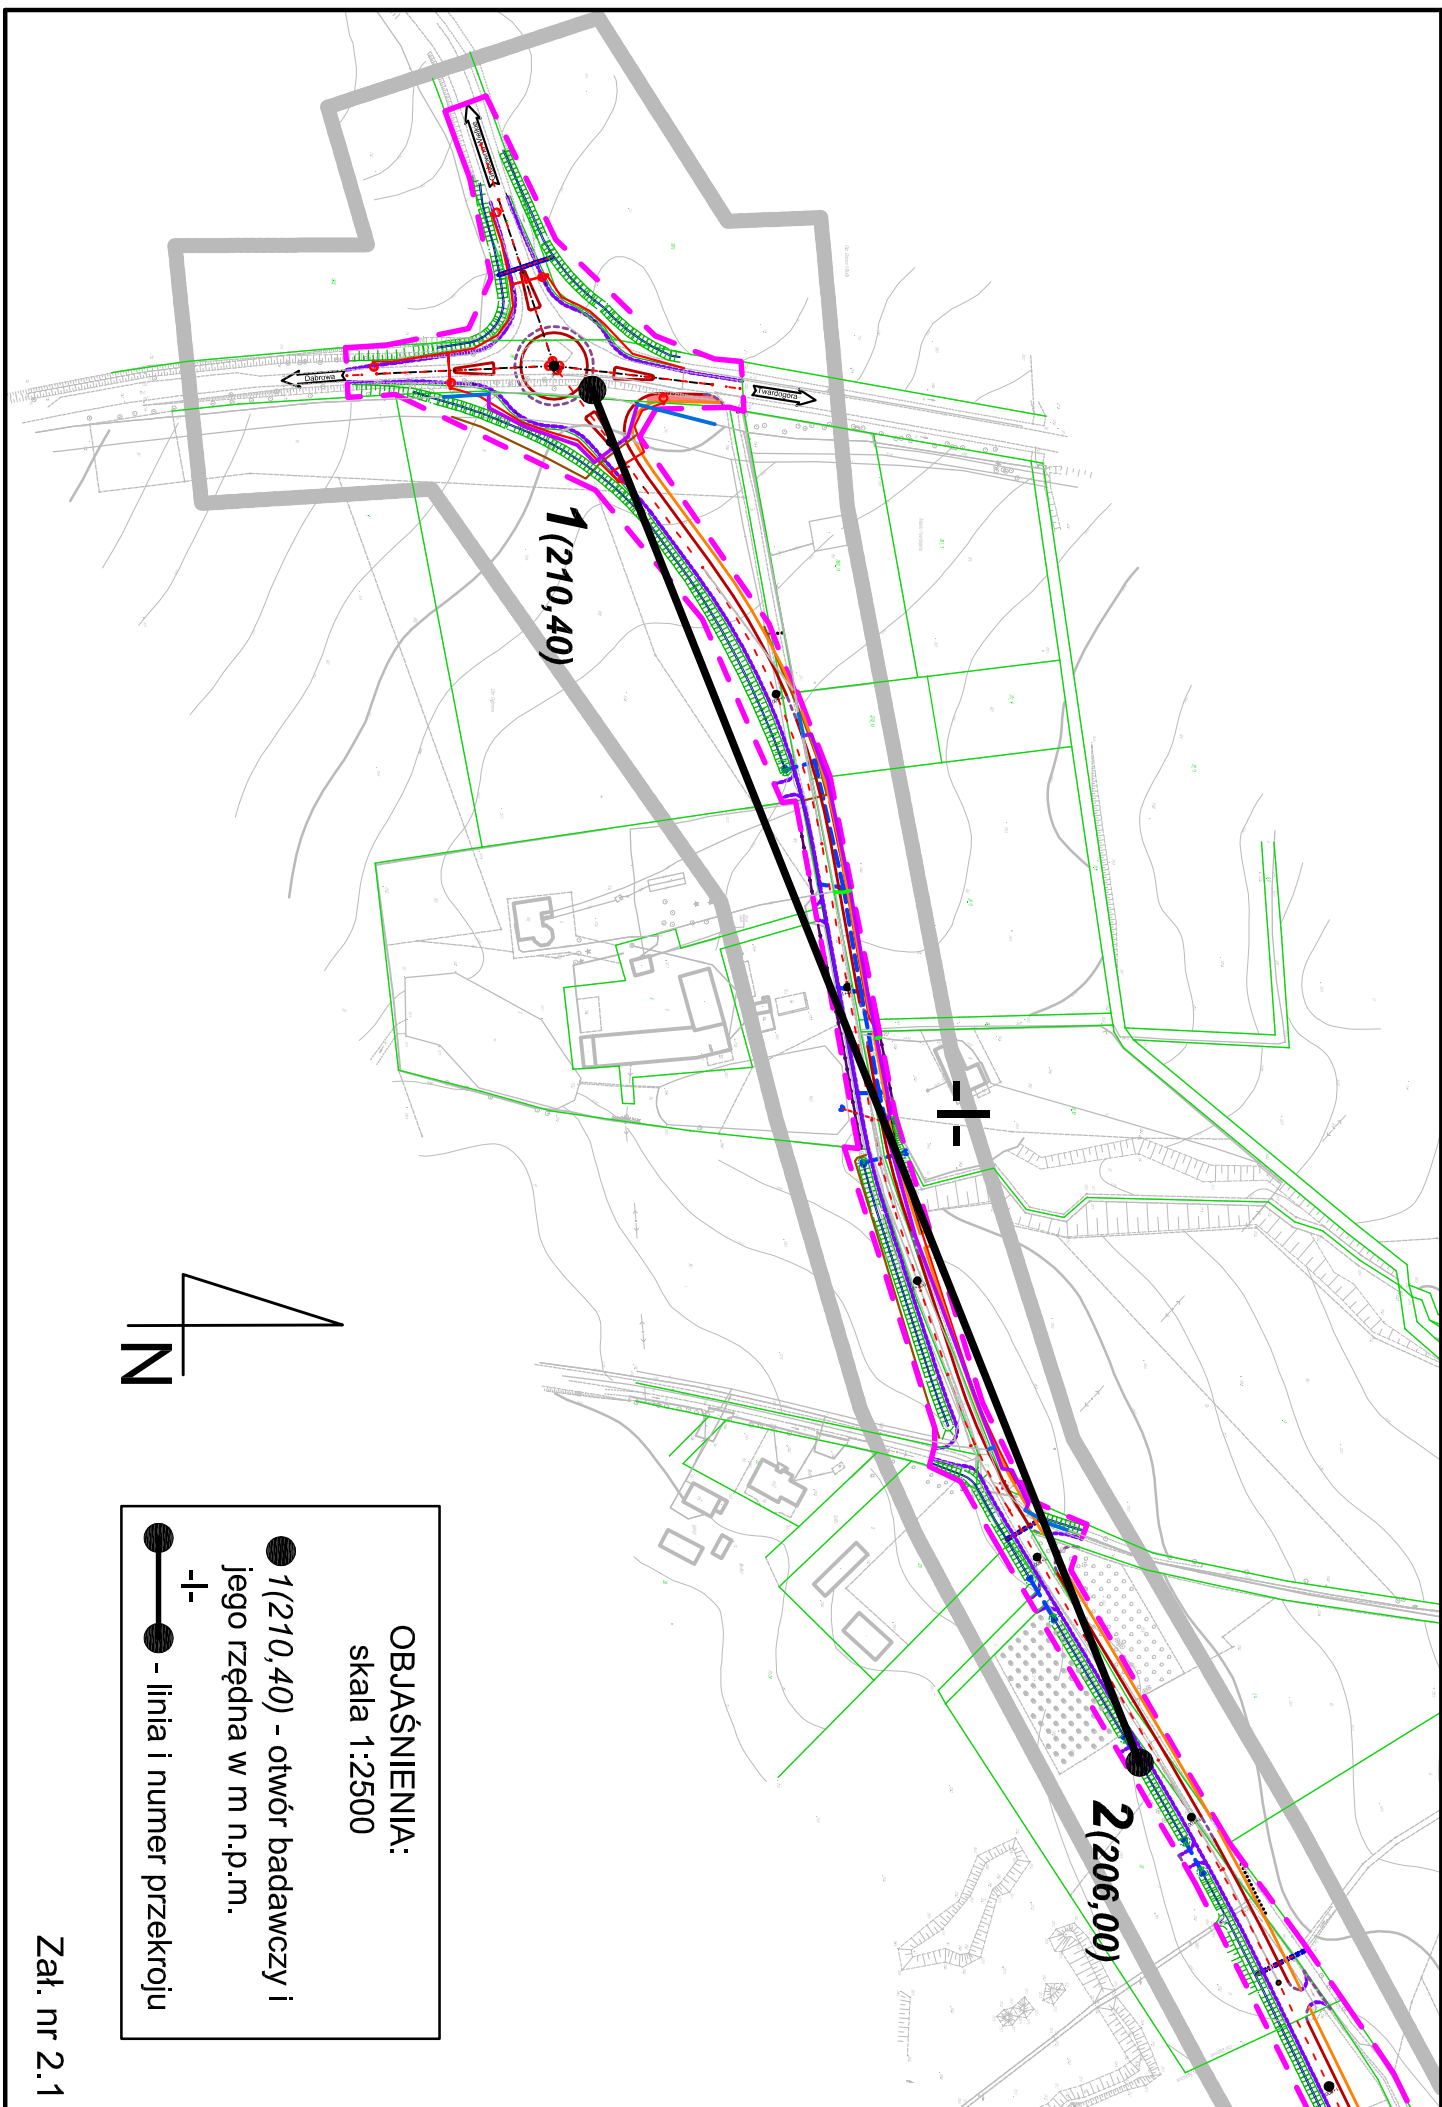 Twardogóra
Dąbrowa
1(210,40)
2(206,00)
N
OBJAŚNIENIA:
skala 1:2500
1(210,40) - otwór badawczy i
jego rzędna w m n.p.m.
-I-
- linia i numer przekroju
-I-
Zał. nr 2.1